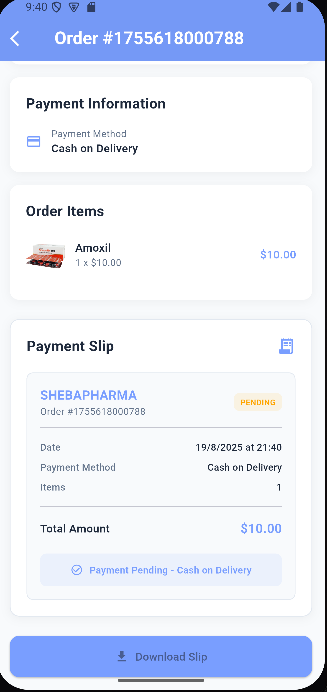 9:40
Order #1755618000788
Payment Information
Payment Method
Cash on Delivery
Order Items
Amoxil
1 x $10.00
$10.00
Payment Slip
SHEBAPHARMA
PENDING
Order #1755618000788
Date 19/8/2025 at 21:40
Payment Method Cash on Delivery
Items 1
Total Amount $10.00
Payment Pending - Cash on Delivery
Download Slip